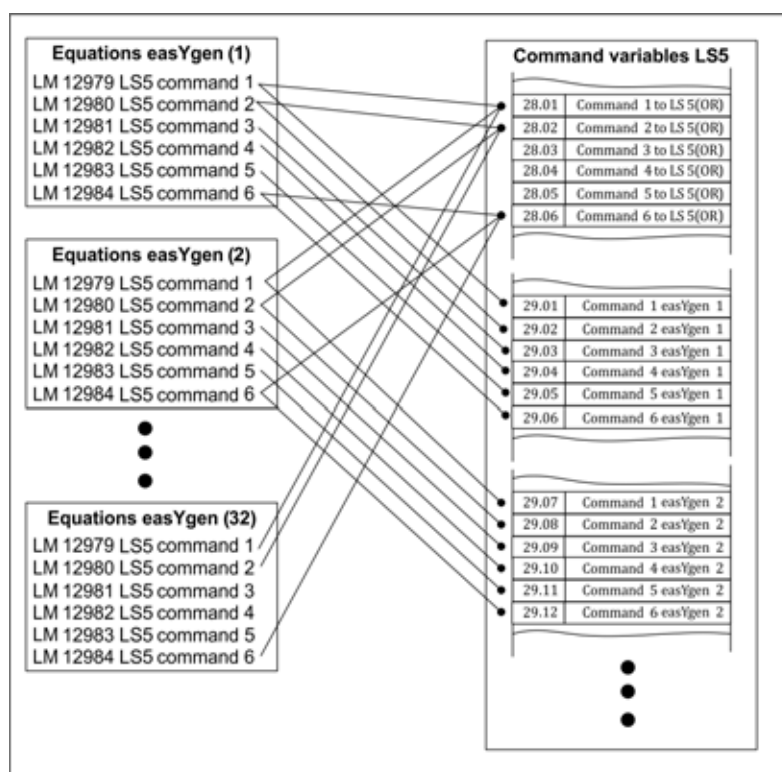 Equations easYgen (1)
LM 12979 LS5 command 1
LM 12980 LS5 command 2
LM 12981 LS5 command 3
LM 12982 LS5 command 4
LM 12983 LS5 command 5
LM 12984 LS5 command 6
Equations easYgen (2)
LM 12979 LS5 command 1
LM 12980 LS5 command 2
LM 12981 LS5 command 3
LM 12982 LS5 command 4
LM 12983 LS5 command 5
LM 12984 LS5 command 6
Equations easYgen (32)
LM 12979 LS5 command 1
LM 12980 LS5 command 2
LM 12981 LS5 command 3
LM 12982 LS5 command 4
LM 12983 LS5 command 5
LM 12984 LS5 command 6
Command variables LS5
28.01 Command 1 to LS 5(OR)
28.02 Command 2 to LS 5(OR)
28.03 Command 3 to LS 5(OR)
28.04 Command 4 to LS 5(OR)
28.05 Command 5 to LS 5(OR)
28.06 Command 6 to LS 5(OR)
29.01 Command 1 easYgen 1
29.02 Command 2 easYgen 1
29.03 Command 3 easYgen 1
29.04 Command 4 easYgen 1
29.05 Command 5 easYgen 1
29.06 Command 6 easYgen 1
29.07 Command 1 easYgen 2
29.08 Command 2 easYgen 2
29.09 Command 3 easYgen 2
29.10 Command 4 easYgen 2
29.11 Command 5 easYgen 2
29.12 Command 6 easYgen 2